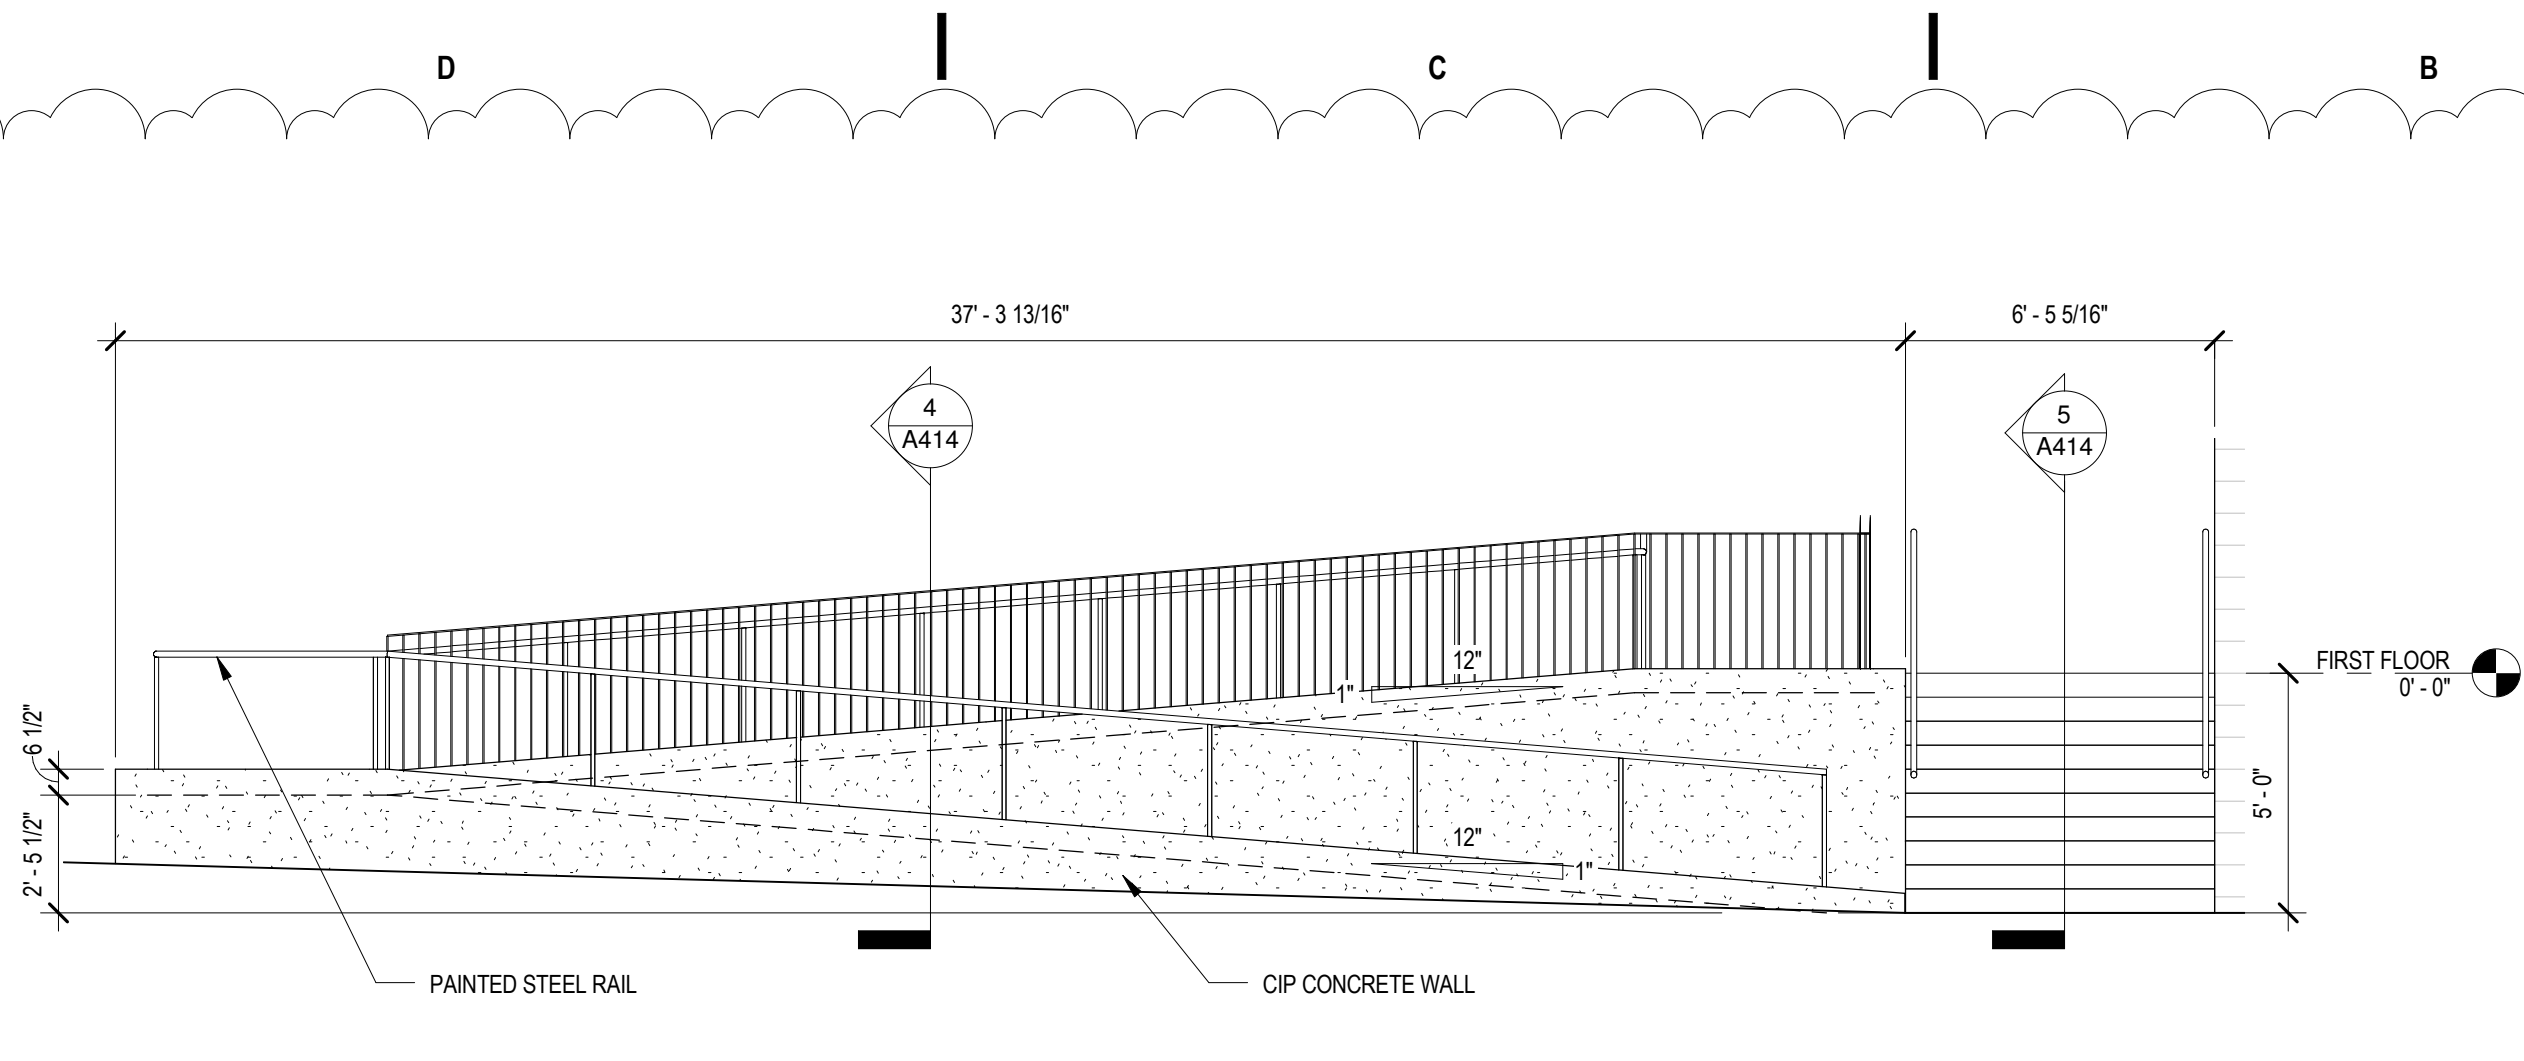 D
C
B
37' - 3 13/16"
6' - 5 5/16"
4
A414
5
A414
12"
1"
FIRST FLOOR
0' - 0"
6 1/2"
2' - 5 1/2"
5' - 0"
12"
1"
PAINTED STEEL RAIL
CIP CONCRETE WALL